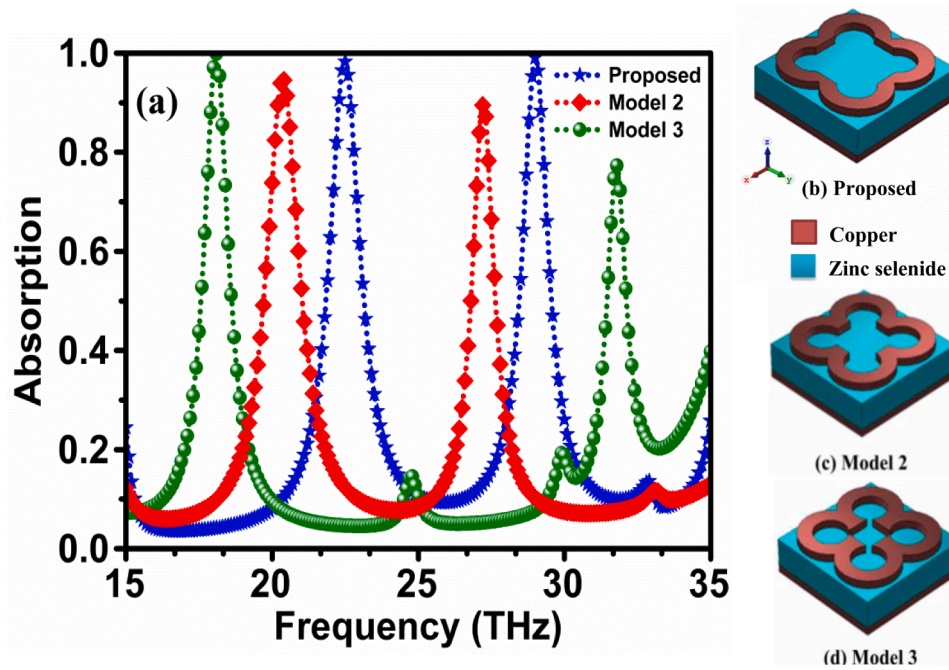 (a)
Proposed
Model 2
Model 3
1.0
0.8
0.6
0.4
0.2
0.0
Absorption
15
20
25
30
35
Frequency (THz)
z
x
y
(b) Proposed
Copper
Zinc selenide
(c) Model 2
(d) Model 3